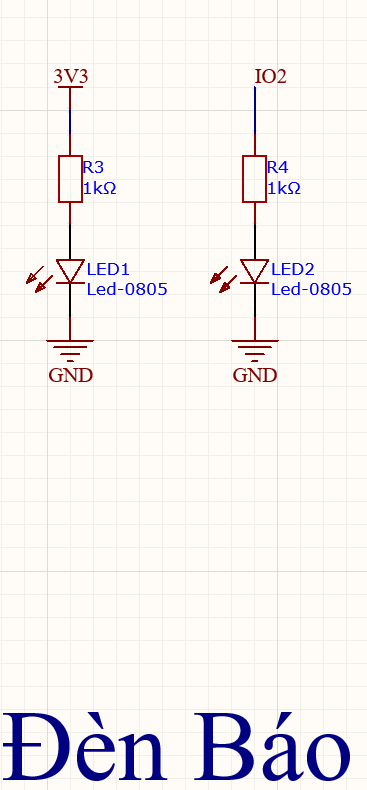 3V3
R3
1kΩ
LED1
Led-0805
GND
IO2
R4
1kΩ
LED2
Led-0805
GND
Đèn Báo